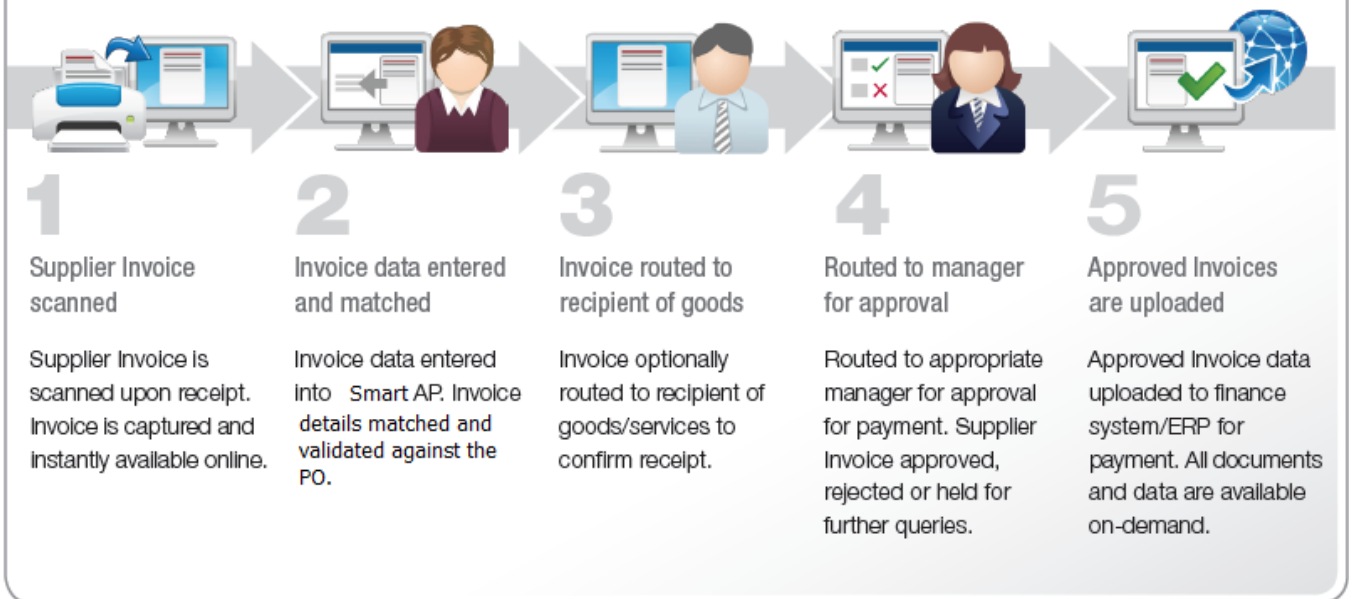 1
Supplier Invoice
scanned
Supplier Invoice is
scanned upon receipt.
Invoice is captured and
instantly available online.
2
Invoice data entered
and matched
Invoice data entered
into Smart AP. Invoice
details matched and
validated against the
PO.
3
Invoice routed to
recipient of goods
Invoice optionally
routed to recipient of
goods/services to
confirm receipt.
4
Routed to manager
for approval
Routed to appropriate
manager for approval
for payment. Supplier
Invoice approved,
rejected or held for
further queries.
5
Approved Invoices
are uploaded
Approved Invoice data
uploaded to finance
system/ERP for
payment. All documents
and data are available
on-demand.